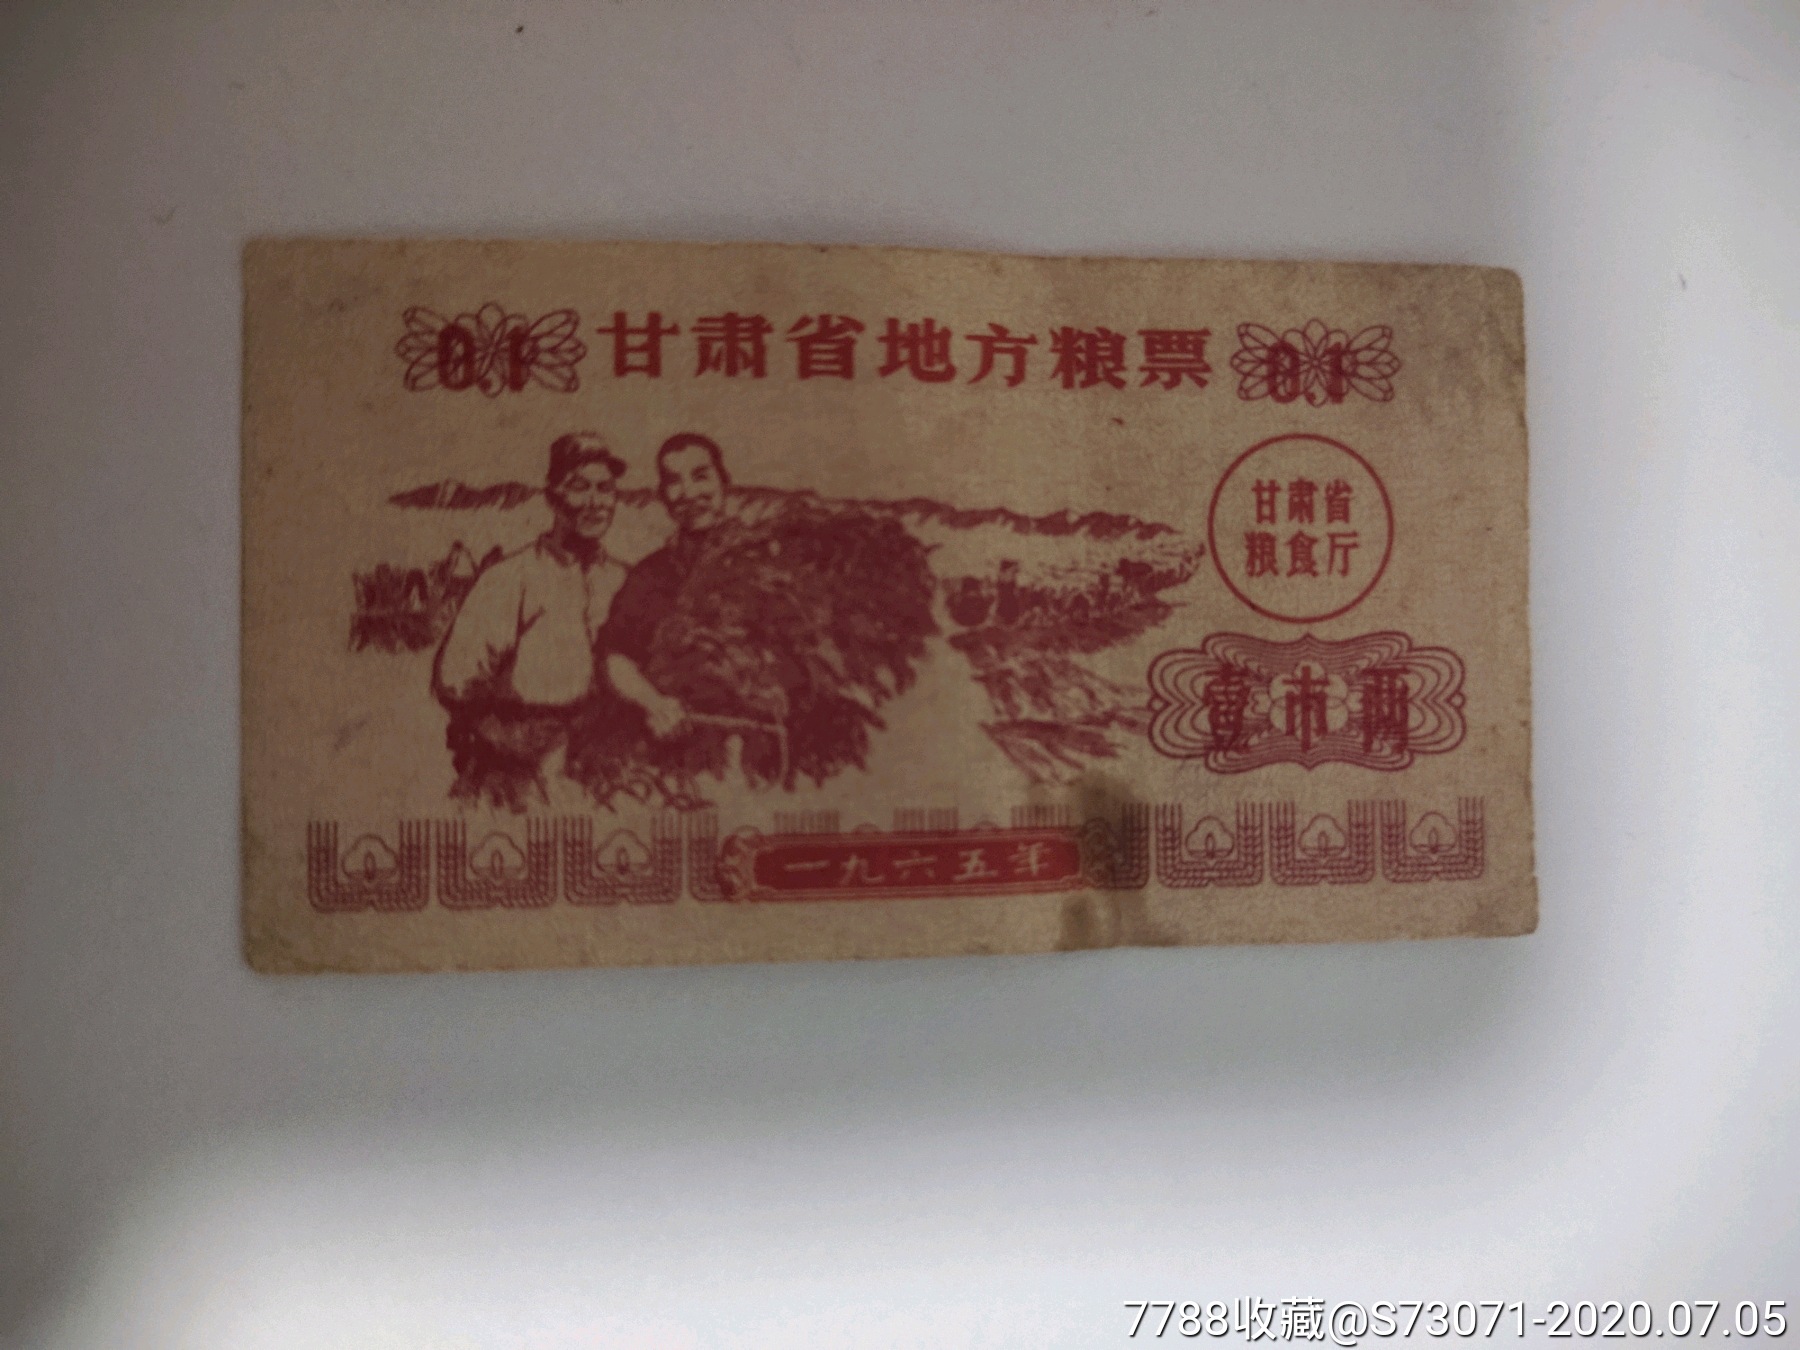 0.1 甘肃省地方粮票 0.1
甘肃省
粮食厅
壹市两
一九六五年
7788收藏@S73071-2020.07.05